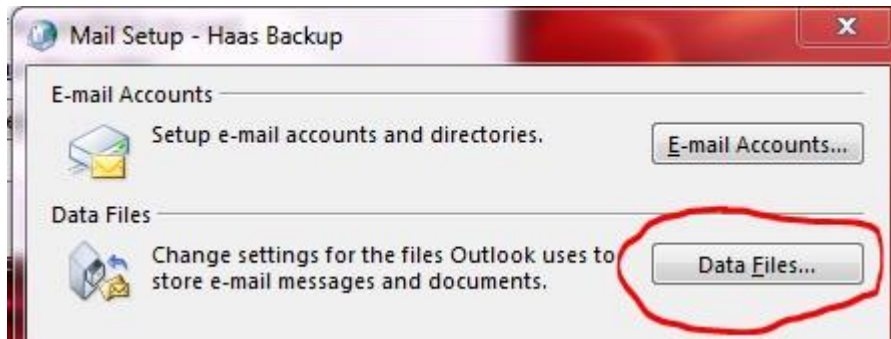 Mail Setup - Haas Backup
E-mail Accounts
Setup e-mail accounts and directories.
E-mail Accounts...
Data Files
Change settings for the files Outlook uses to
store e-mail messages and documents.
Data Files...